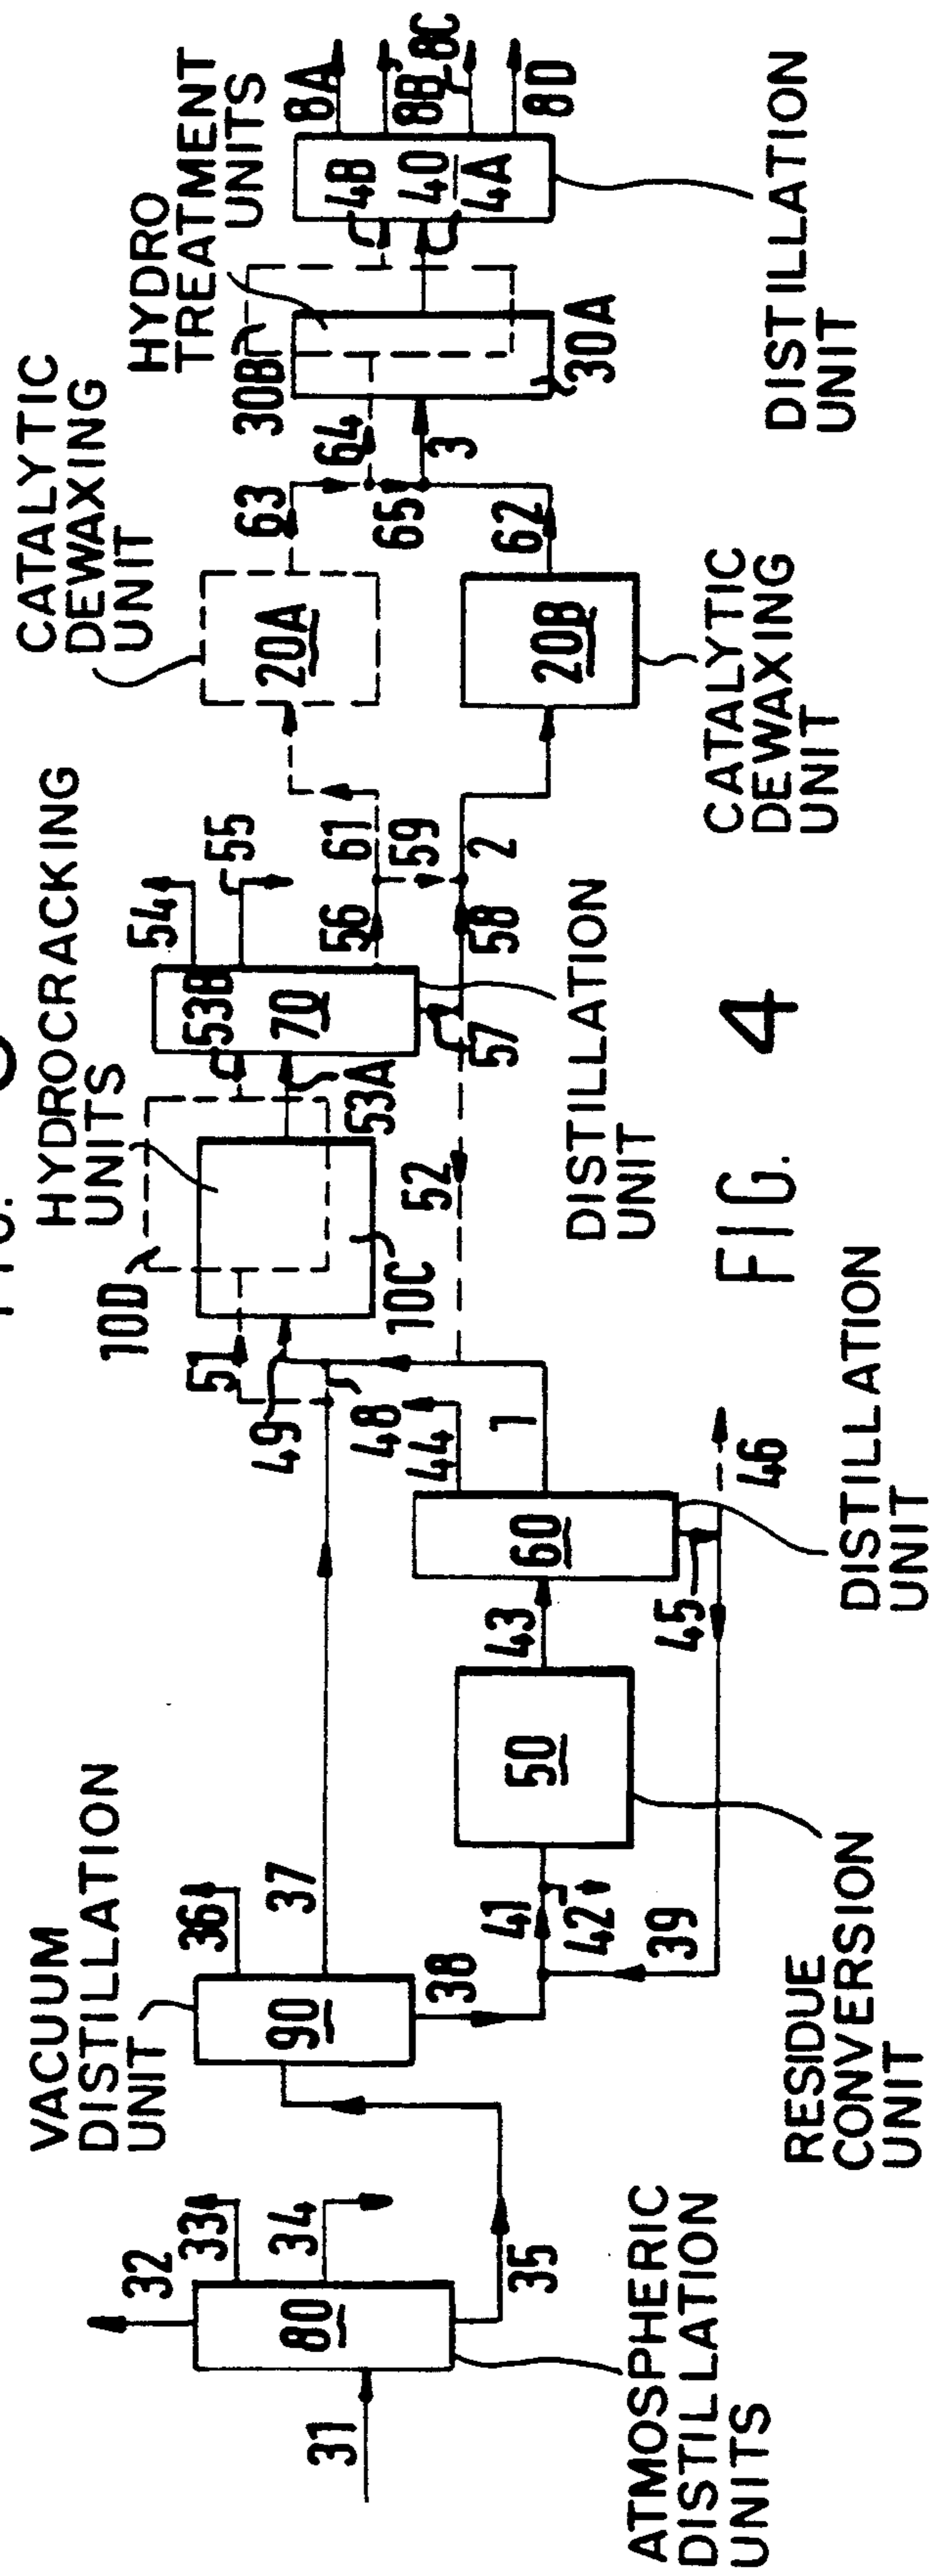 ATMOSPHERIC
DISTILLATION
UNITS
31
32
33
34
35
80
VACUUM
DISTILLATION
UNIT
90
36
37
38
39
41
42
RESIDUE
CONVERSION
UNIT
50
43
60
44
45
46
DISTILLATION
UNIT
1
48
49
51
52
HYDROCRACKING
UNITS
10D
10C
53A
53B
70
54
55
56
57
58
59
61
2
DISTILLATION
UNIT
CATALYTIC
DEWAXING
UNIT
20A
20B
CATALYTIC
DEWAXING
UNIT
62
63
64
65
3
HYDRO
TREATMENT
UNITS
30B
30A
4B
40
4A
8A
8B
8C
8D
DISTILLATION
UNIT
FIG. 4